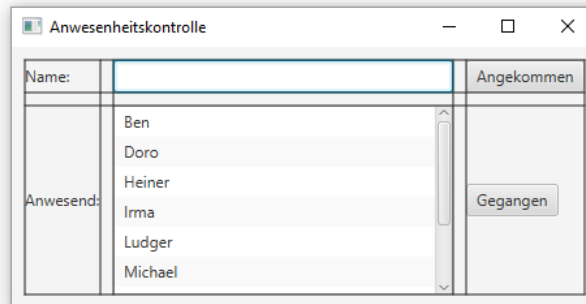 Anwesenheitskontrolle
Name: Angekommen
Ben
Doro
Heiner
Anwesend: Irma Gegangen
Ludger
Michael